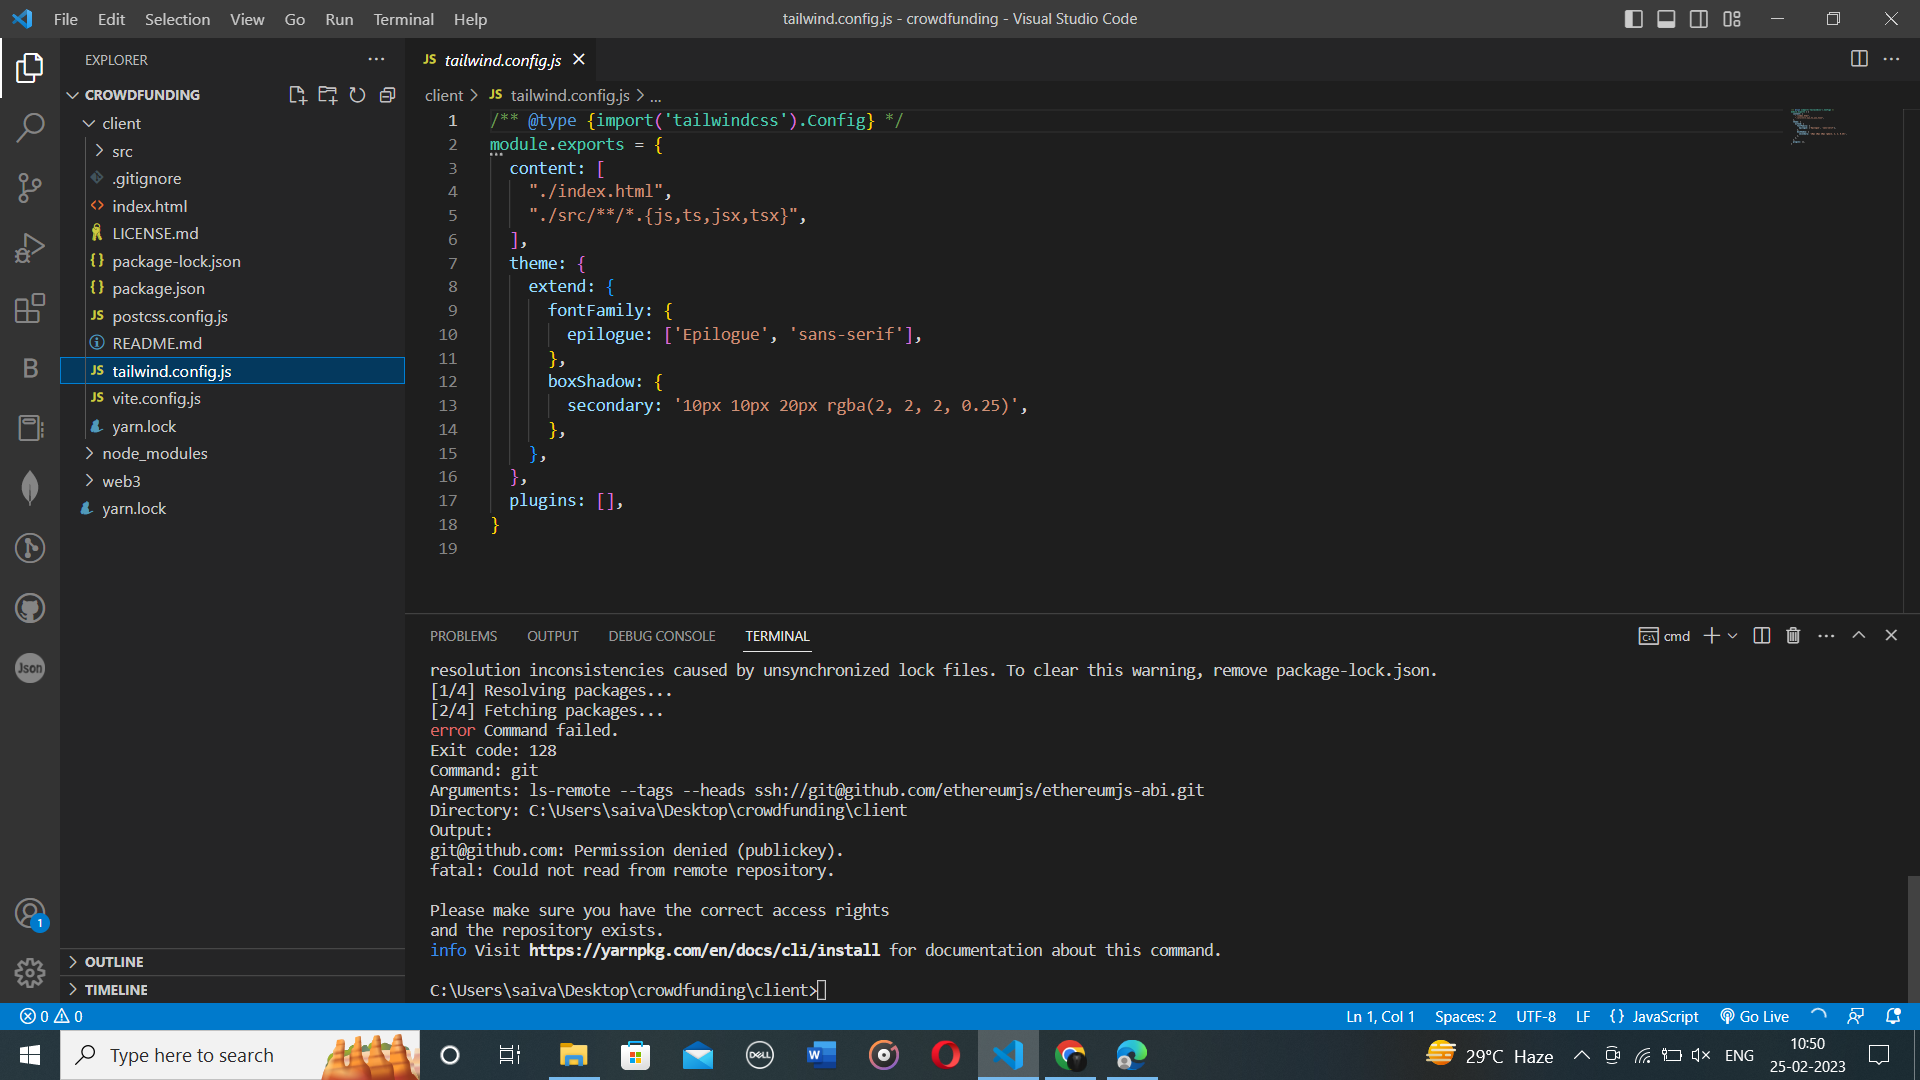 File Edit Selection View Go Run Terminal Help
tailwind.config.js - crowdfunding - Visual Studio Code
EXPLORER
CROWDFUNDING
client
src
.gitignore
index.html
LICENSE.md
package-lock.json
package.json
postcss.config.js
README.md
JS tailwind.config.js
JS vite.config.js
yarn.lock
node_modules
web3
yarn.lock
OUTLINE
TIMELINE
JS tailwind.config.js
client > JS tailwind.config.js > ...
1 /** @type {import('tailwindcss').Config} */
2 module.exports = {
3 content: [
4 "./index.html",
5 "./src/**/*.{js,ts,jsx,tsx}",
6 ],
7 theme: {
8 extend: {
9 fontFamily: {
10 epilogue: ['Epilogue', 'sans-serif'],
11 },
12 boxShadow: {
13 secondary: '10px 10px 20px rgba(2, 2, 2, 0.25)',
14 },
15 },
16 },
17 plugins: [],
18 }
19
PROBLEMS OUTPUT DEBUG CONSOLE TERMINAL
cmd
resolution inconsistencies caused by unsynchronized lock files. To clear this warning, remove package-lock.json.
[1/4] Resolving packages...
[2/4] Fetching packages...
error Command failed.
Exit code: 128
Command: git
Arguments: ls-remote --tags --heads ssh://git@github.com/ethereumjs/ethereumjs-abi.git
Directory: C:\Users\saiva\Desktop\crowdfunding\client
Output:
git@github.com: Permission denied (publickey).
fatal: Could not read from remote repository.
Please make sure you have the correct access rights
and the repository exists.
info Visit https://yarnpkg.com/en/docs/cli/install for documentation about this command.
C:\Users\saiva\Desktop\crowdfunding\client>
0 0
Ln 1, Col 1 Spaces: 2 UTF-8 LF {} JavaScript Go Live
Type here to search
29°C Haze
ENG
10:50
25-02-2023
B
Json
1
DELL
W